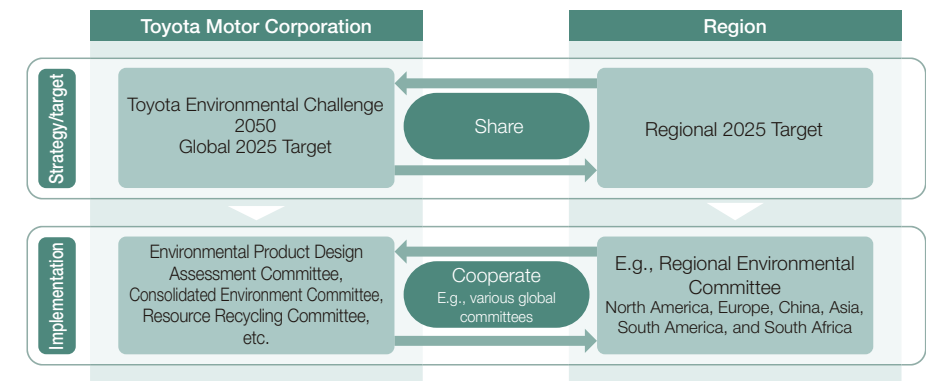 Toyota Motor Corporation
Region
Strategy/target
Toyota Environmental Challenge
2050
Global 2025 Target
Share
Regional 2025 Target
Implementation
Environmental Product Design
Assessment Committee,
Consolidated Environment Committee,
Resource Recycling Committee,
etc.
Cooperate
E.g., various global
committees
E.g., Regional Environmental
Committee
North America, Europe, China, Asia,
South America, and South Africa